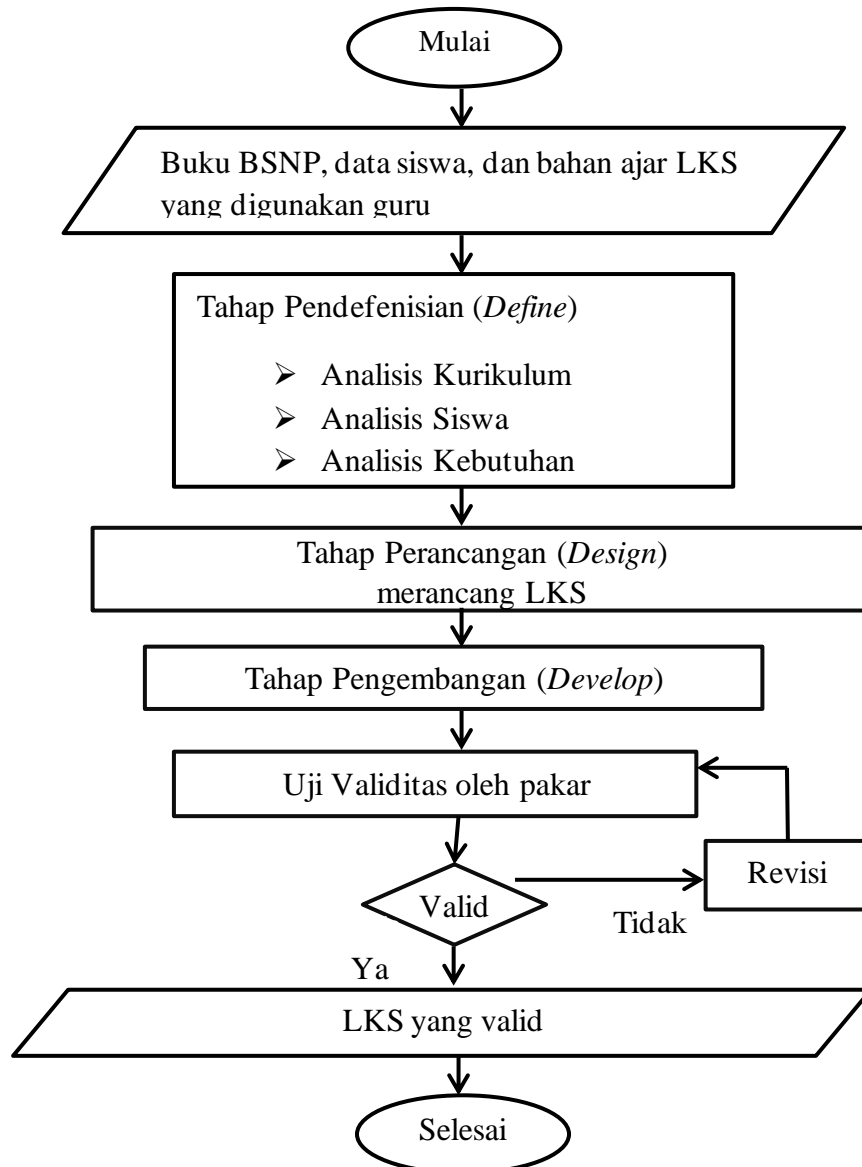 Mulai
Buku BSNP, data siswa, dan bahan ajar LKS
yang digunakan guru
Tahap Pendefenisian (Define)
➢ Analisis Kurikulum
➢ Analisis Siswa
➢ Analisis Kebutuhan
Tahap Perancangan (Design)
merancang LKS
Tahap Pengembangan (Develop)
Uji Validitas oleh pakar
Revisi
Valid
Tidak
Ya
LKS yang valid
Selesai